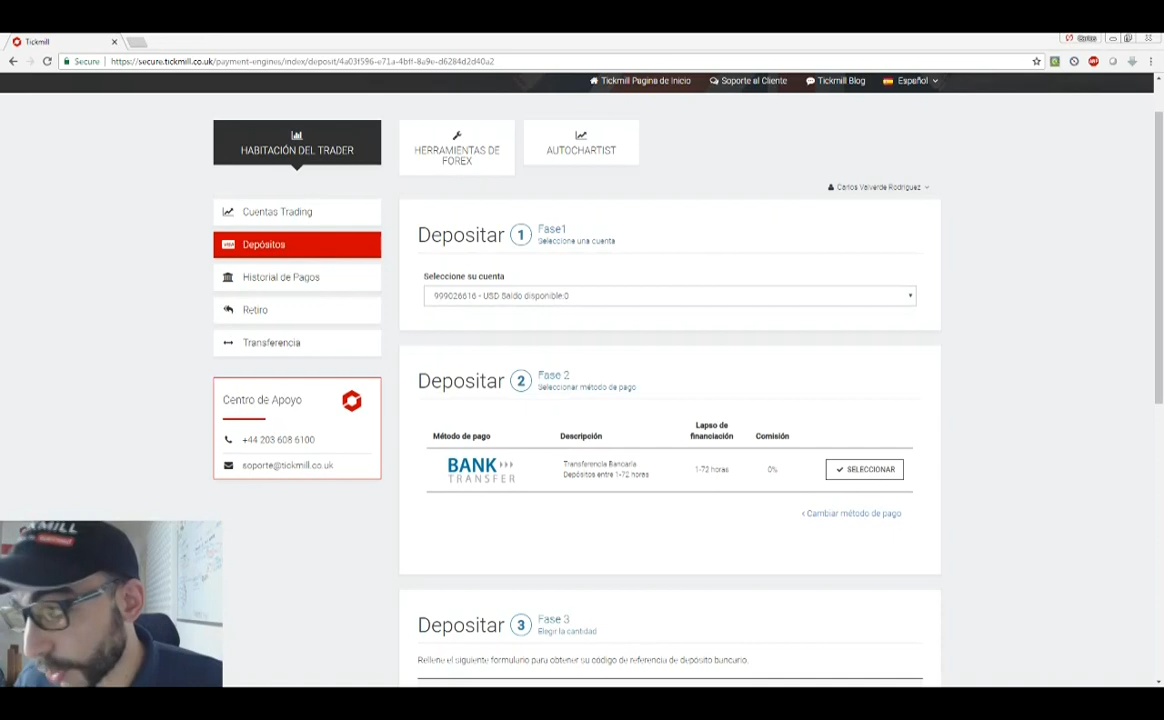 Tickmill
Carlos
Secure
https://secure.tickmill.co.uk/payment-engines/index/deposit/4a03f596-e71a-4bff-8a9e-d6284d2d40a2
Tickmill Pagina de Inicio
Soporte al Cliente
Tickmill Blog
Español
HABITACIÓN DEL TRADER
HERRAMIENTAS DE
FOREX
AUTOCHARTIST
Carlos Valverde Rodriguez
Cuentas Trading
Depósitos
Historial de Pagos
Retiro
Transferencia
Centro de Apoyo
+44 203 608 6100
soporte@tickmill.co.uk
Depositar 1 Fase1
Seleccione una cuenta
Seleccione su cuenta
999026616 - USD Saldo disponible:0
Depositar 2 Fase 2
Seleccionar método de pago
Método de pago
Descripción
Lapso de
financiación
Comisión
BANK
TRANSFER
Transferencia Bancaria
Depósitos entre 1-72 horas
1-72 horas
0%
SELECCIONAR
‹ Cambiar método de pago
Depositar 3 Fase 3
Elegir la cantidad
Rellene el siguiente formulario para obtener su código de referencia de depósito bancario.